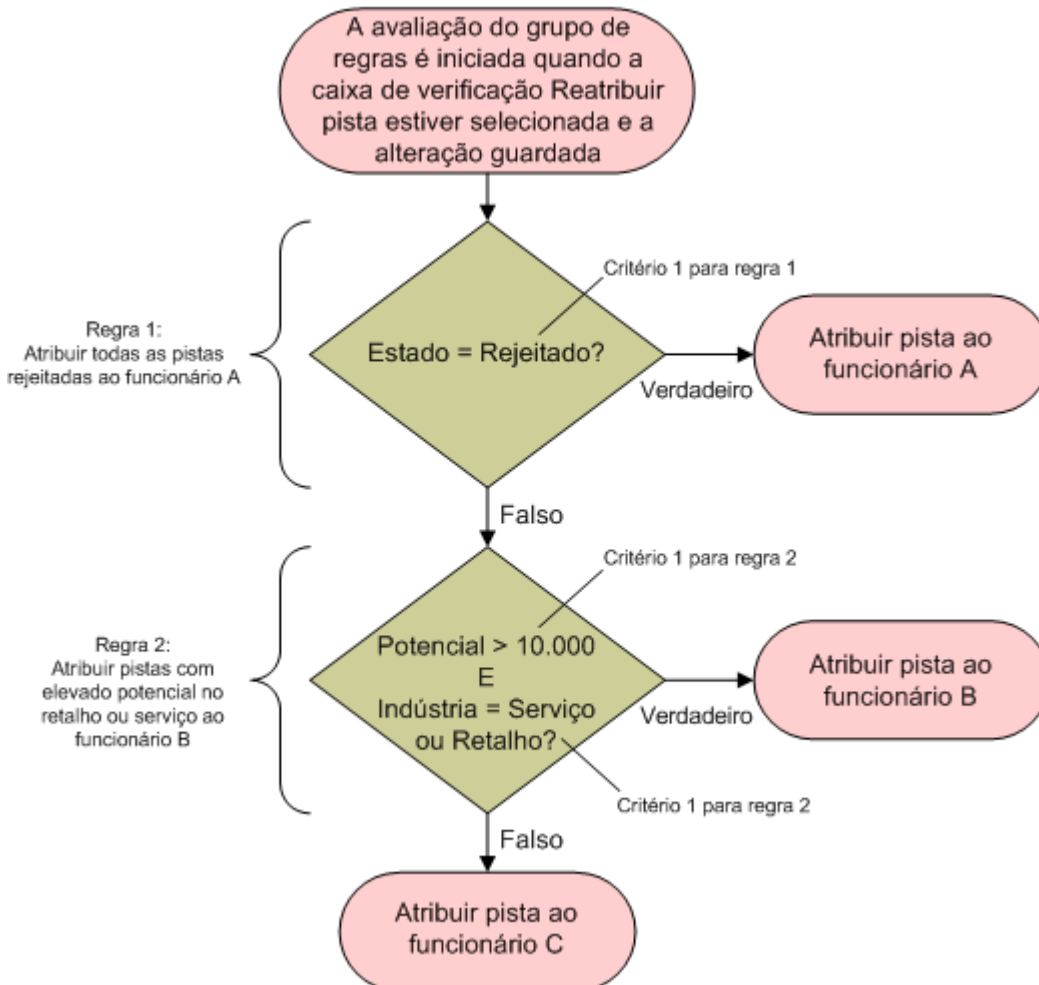 A avaliação do grupo de
regras é iniciada quando a
caixa de verificação Reatribuir
pista estiver selecionada e a
alteração guardada
Critério 1 para regra 1
Regra 1:
Atribuir todas as pistas
rejeitadas ao funcionário A
Estado = Rejeitado?
Verdadeiro
Atribuir pista ao
funcionário A
Falso
Critério 1 para regra 2
Regra 2:
Atribuir pistas com
elevado potencial no
retalho ou serviço ao
funcionário B
Potencial > 10.000
E
Indústria = Serviço
ou Retalho?
Verdadeiro
Atribuir pista ao
funcionário B
Critério 1 para regra 2
Falso
Atribuir pista ao
funcionário C